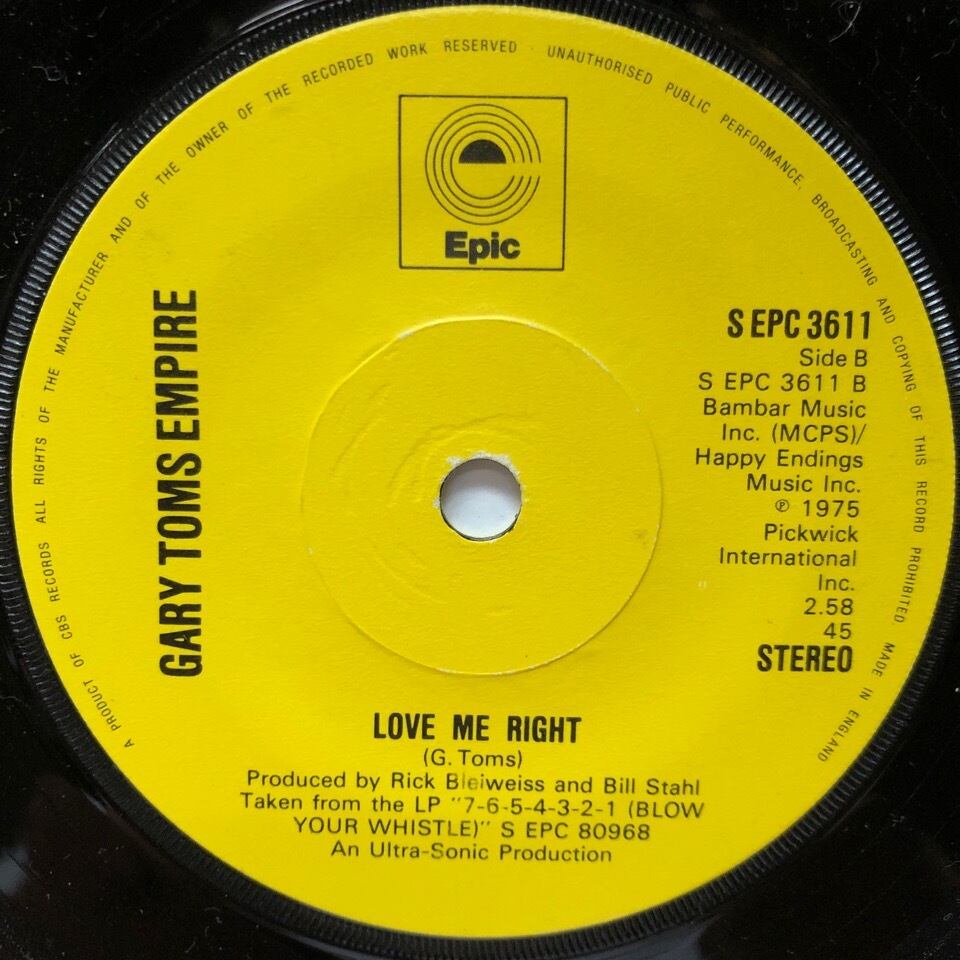 A PRODUCT OF CBS RECORDS ALL RIGHTS OF THE MANUFACTURER AND OF THE OWNER OF THE RECORDED WORK RESERVED · UNAUTHORISED PUBLIC PERFORMANCE, BROADCASTING AND COPYING OF THIS RECORD PROHIBITED. MADE IN ENGLAND
Epic
GARY TOMS EMPIRE
S EPC 3611
Side B
S EPC 3611 B
Bambar Music
Inc. (MCPS)/
Happy Endings
Music Inc.
℗ 1975
Pickwick
International
Inc.
2.58
45
STEREO
LOVE ME RIGHT
(G. Toms)
Produced by Rick Bleiweiss and Bill Stahl
Taken from the LP "7-6-5-4-3-2-1 (BLOW
YOUR WHISTLE)" S EPC 80968
An Ultra-Sonic Production